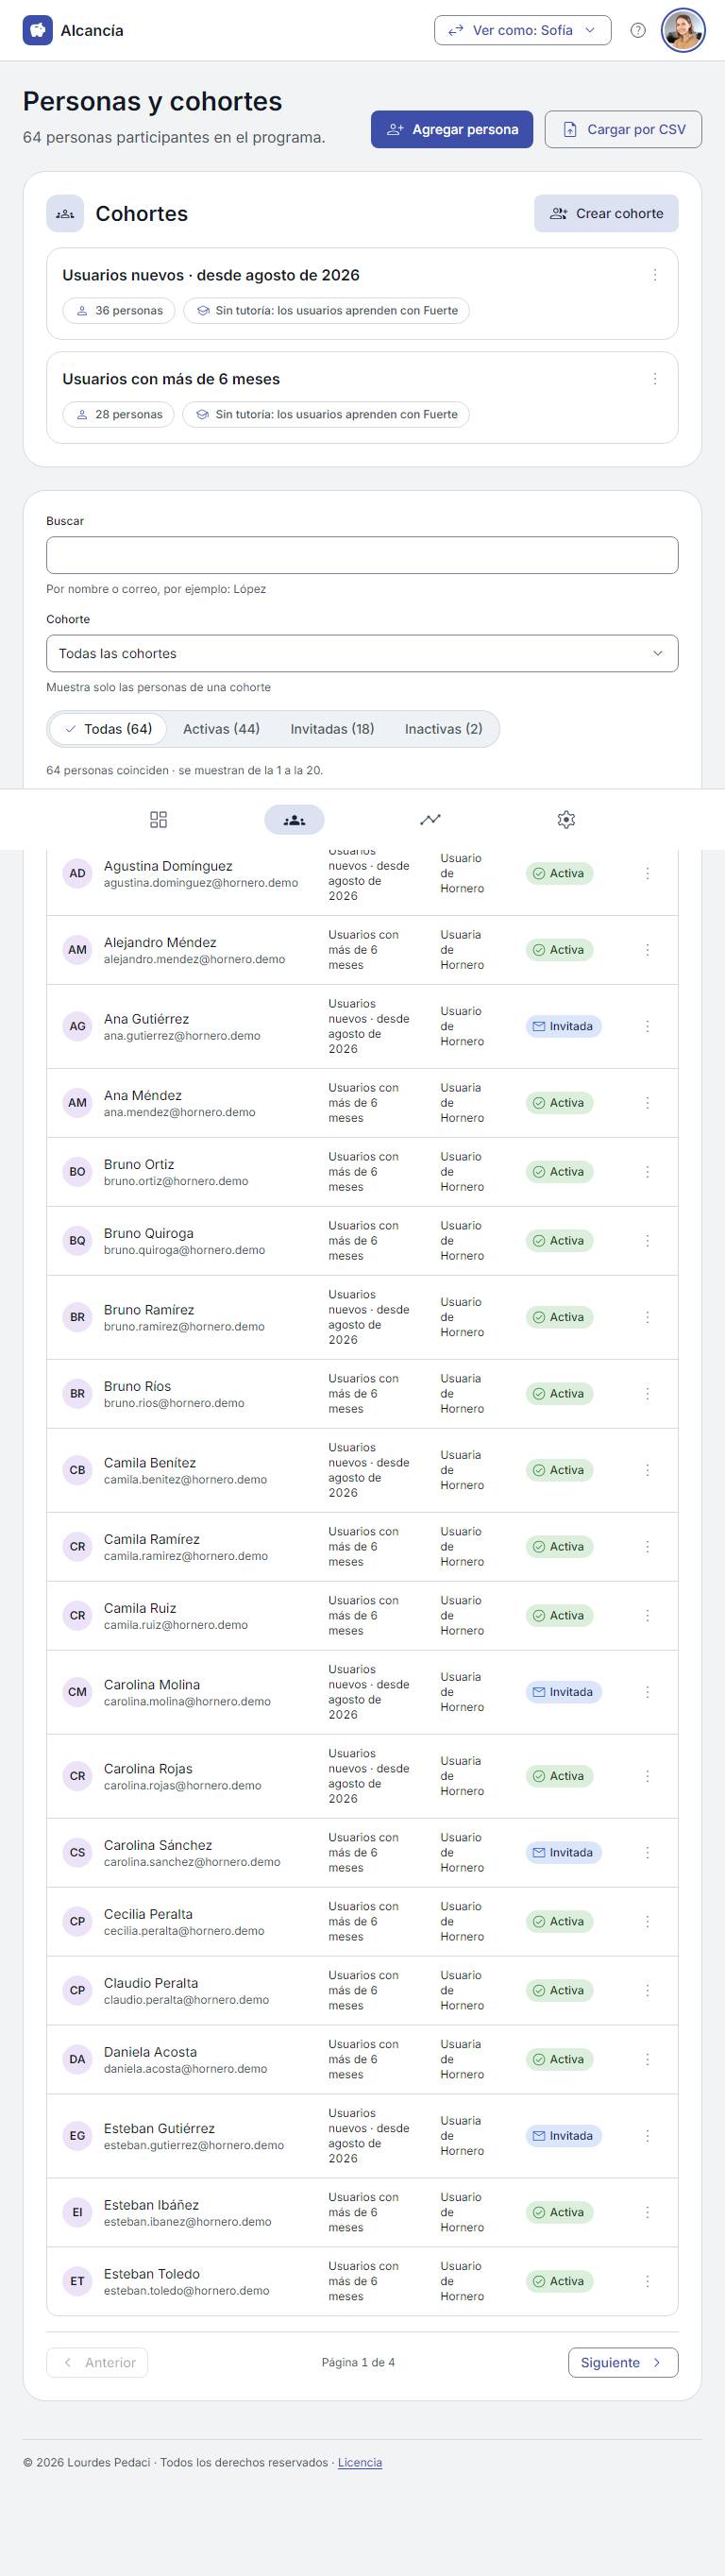 Alcancía
Ver como: Sofía
Personas y cohortes
64 personas participantes en el programa.
Agregar persona
Cargar por CSV
Cohortes
Crear cohorte
Usuarios nuevos · desde agosto de 2026
36 personas
Sin tutoría: los usuarios aprenden con Fuerte
Usuarios con más de 6 meses
28 personas
Sin tutoría: los usuarios aprenden con Fuerte
Buscar
Por nombre o correo, por ejemplo: López
Cohorte
Todas las cohortes
Muestra solo las personas de una cohorte
Todas (64)
Activas (44)
Invitadas (18)
Inactivas (2)
64 personas coinciden · se muestran de la 1 a la 20.
AD
Agustina Domínguez
agustina.dominguez@hornero.demo
Usuarios
nuevos · desde
agosto de
2026
Usuario
de
Hornero
Activa
AM
Alejandro Méndez
alejandro.mendez@hornero.demo
Usuarios con
más de 6
meses
Usuaria
de
Hornero
Activa
AG
Ana Gutiérrez
ana.gutierrez@hornero.demo
Usuarios
nuevos · desde
agosto de
2026
Usuario
de
Hornero
Invitada
AM
Ana Méndez
ana.mendez@hornero.demo
Usuarios con
más de 6
meses
Usuaria
de
Hornero
Activa
BO
Bruno Ortiz
bruno.ortiz@hornero.demo
Usuarios con
más de 6
meses
Usuario
de
Hornero
Activa
BQ
Bruno Quiroga
bruno.quiroga@hornero.demo
Usuarios con
más de 6
meses
Usuario
de
Hornero
Activa
BR
Bruno Ramírez
bruno.ramirez@hornero.demo
Usuarios
nuevos · desde
agosto de
2026
Usuario
de
Hornero
Activa
BR
Bruno Ríos
bruno.rios@hornero.demo
Usuarios con
más de 6
meses
Usuaria
de
Hornero
Activa
CB
Camila Benítez
camila.benitez@hornero.demo
Usuarios
nuevos · desde
agosto de
2026
Usuaria
de
Hornero
Activa
CR
Camila Ramírez
camila.ramirez@hornero.demo
Usuarios con
más de 6
meses
Usuario
de
Hornero
Activa
CR
Camila Ruiz
camila.ruiz@hornero.demo
Usuarios con
más de 6
meses
Usuario
de
Hornero
Activa
CM
Carolina Molina
carolina.molina@hornero.demo
Usuarios
nuevos · desde
agosto de
2026
Usuaria
de
Hornero
Invitada
CR
Carolina Rojas
carolina.rojas@hornero.demo
Usuarios
nuevos · desde
agosto de
2026
Usuaria
de
Hornero
Activa
CS
Carolina Sánchez
carolina.sanchez@hornero.demo
Usuarios con
más de 6
meses
Usuario
de
Hornero
Invitada
CP
Cecilia Peralta
cecilia.peralta@hornero.demo
Usuarios con
más de 6
meses
Usuario
de
Hornero
Activa
CP
Claudio Peralta
claudio.peralta@hornero.demo
Usuarios con
más de 6
meses
Usuario
de
Hornero
Activa
DA
Daniela Acosta
daniela.acosta@hornero.demo
Usuarios con
más de 6
meses
Usuaria
de
Hornero
Activa
EG
Esteban Gutiérrez
esteban.gutierrez@hornero.demo
Usuarios
nuevos · desde
agosto de
2026
Usuaria
de
Hornero
Invitada
EI
Esteban Ibáñez
esteban.ibanez@hornero.demo
Usuarios con
más de 6
meses
Usuario
de
Hornero
Activa
ET
Esteban Toledo
esteban.toledo@hornero.demo
Usuarios con
más de 6
meses
Usuario
de
Hornero
Activa
Anterior
Página 1 de 4
Siguiente
© 2026 Lourdes Pedaci · Todos los derechos reservados · Licencia